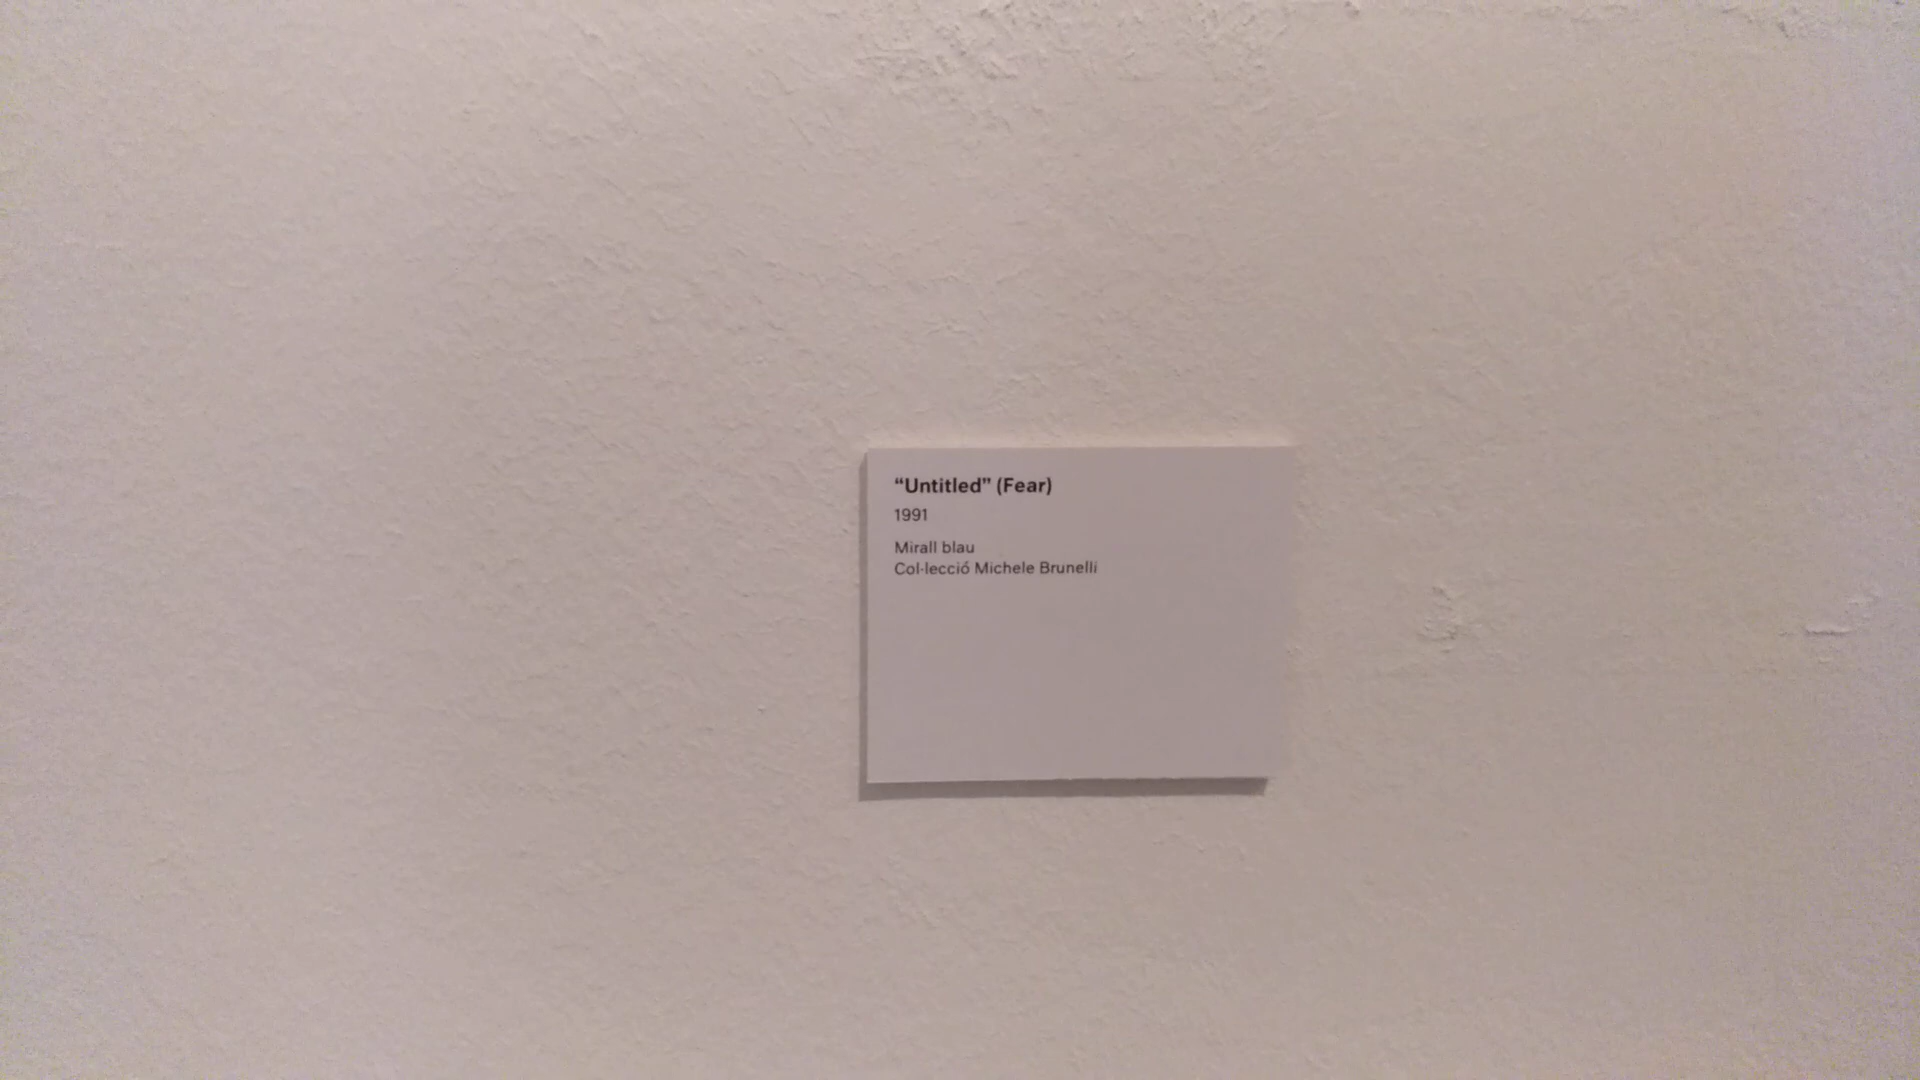 “Untitled” (Fear)
1991
Mirall blau
Col·lecció Michele Brunelli